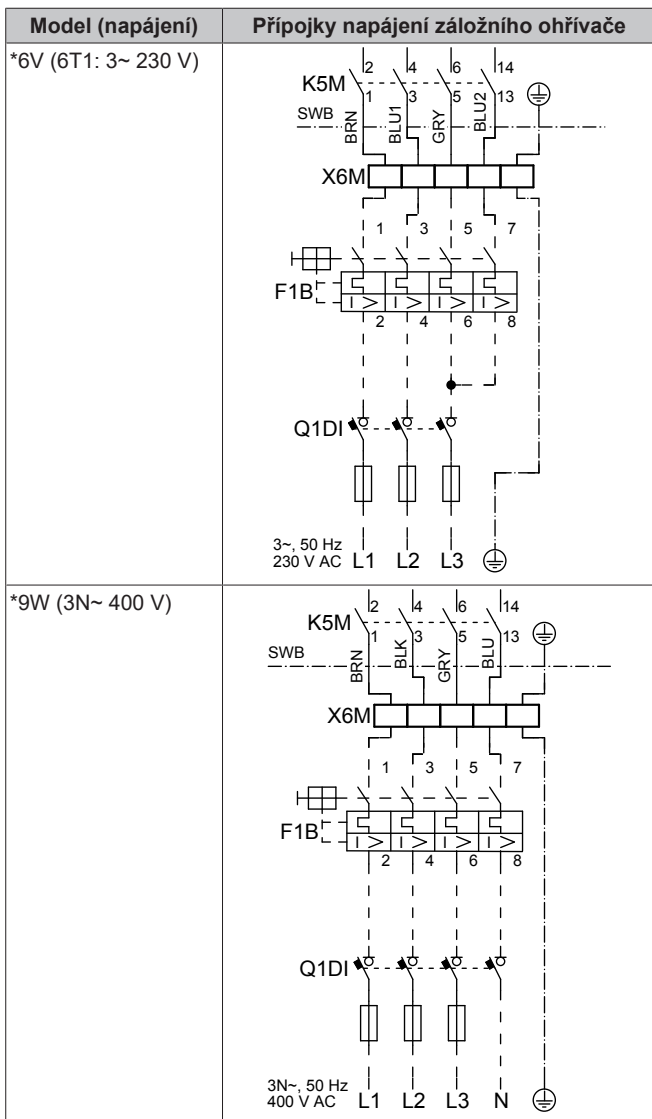 Model (napájení) Přípojky napájení záložního ohřívače
*6V (6T1: 3~ 230 V)
2 4 6 14
K5M
1 3 5 13
SWB
BRN BLU1 GRY BLU2
X6M
1 3 5 7
F1B
I > I > I > I >
2 4 6 8
Q1DI
3~, 50 Hz
230 V AC L1 L2 L3
*9W (3N~ 400 V)
2 4 6 14
K5M
1 3 5 13
SWB
BRN BLK GRY BLU
X6M
1 3 5 7
F1B
I > I > I > I >
2 4 6 8
Q1DI
3N~, 50 Hz
400 V AC L1 L2 L3 N